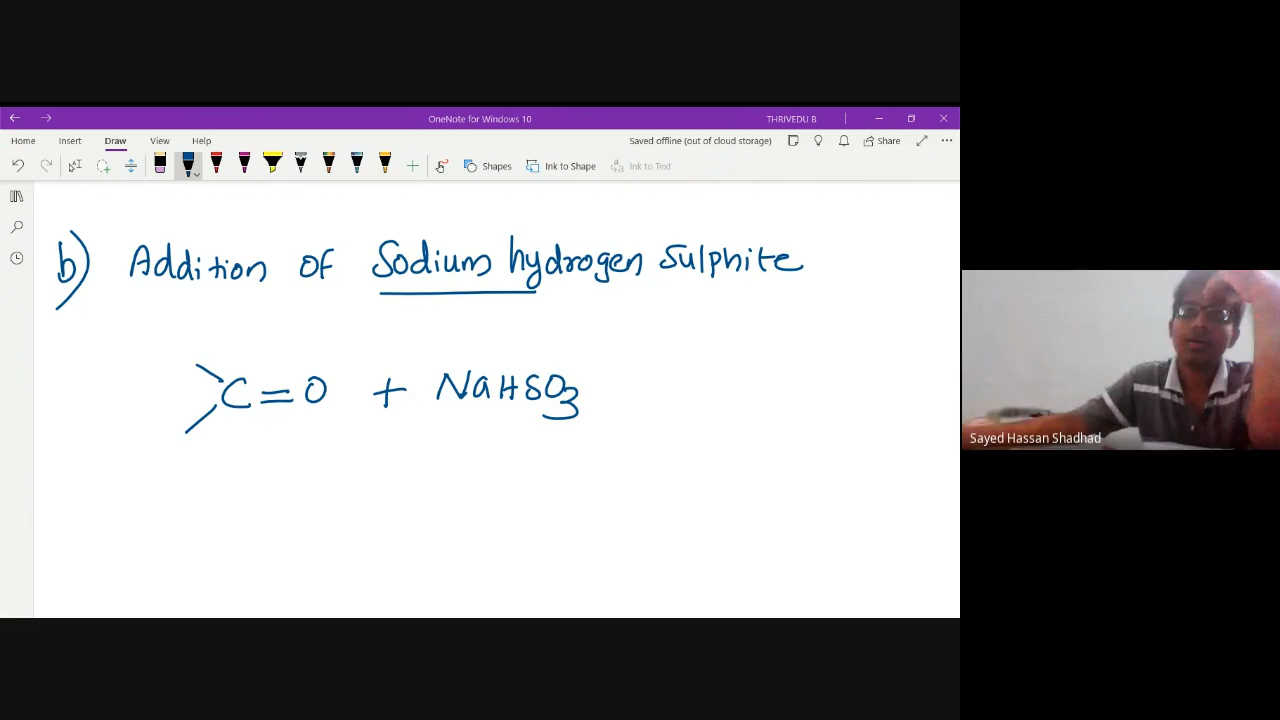 OneNote for Windows 10
THRIVEDU B
Home Insert Draw View Help
Saved offline (out of cloud storage)
Share
Shapes
Ink to Shape
Ink to Text
b) Addition of Sodium hydrogen Sulphite
>C=O + NaHSO3
Sayed Hassan Shadhad